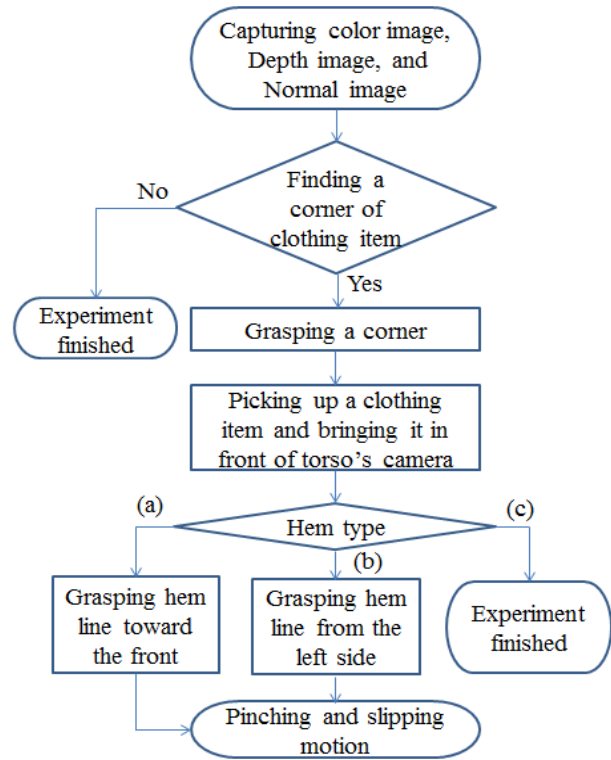 Capturing color image,
Depth image, and
Normal image
No
Finding a
corner of
clothing item
Yes
Experiment
finished
Grasping a corner
Picking up a clothing
item and bringing it in
front of torso's camera
(a)
Hem type
(c)
(b)
Grasping hem
line toward
the front
Grasping hem
line from the
left side
Experiment
finished
Pinching and slipping
motion